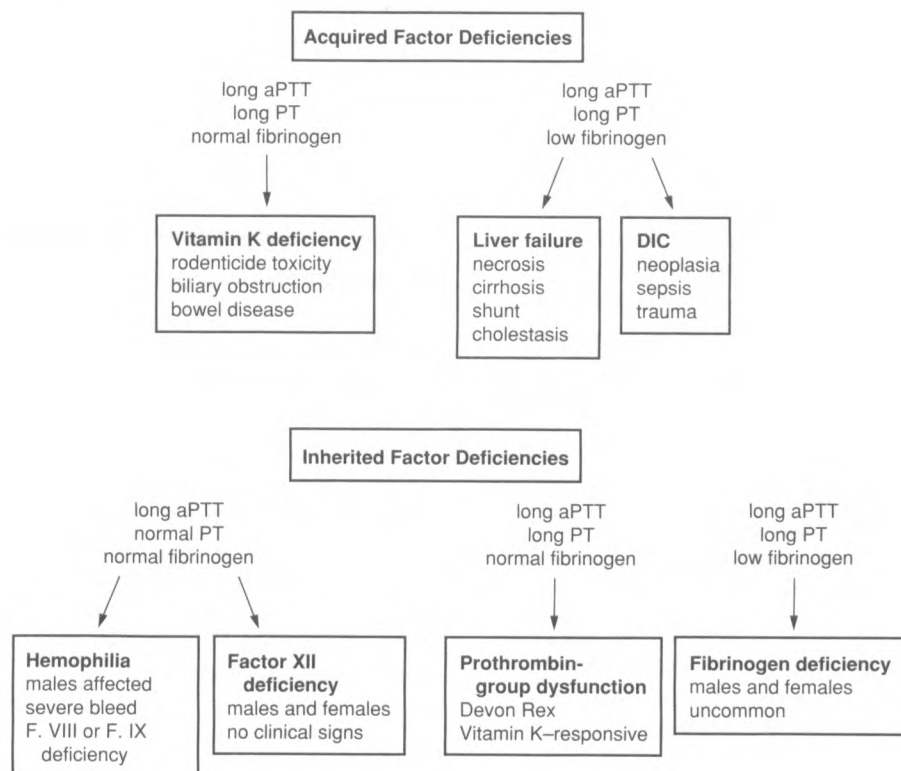 Acquired Factor Deficiencies
long aPTT
long PT
normal fibrinogen
long aPTT
long PT
low fibrinogen
Vitamin K deficiency
rodenticide toxicity
biliary obstruction
bowel disease
Liver failure
necrosis
cirrhosis
shunt
cholestasis
DIC
neoplasia
sepsis
trauma
Inherited Factor Deficiencies
long aPTT
normal PT
normal fibrinogen
long aPTT
long PT
normal fibrinogen
long aPTT
long PT
low fibrinogen
Hemophilia
males affected
severe bleed
F. VIII or F. IX
deficiency
Factor XII
deficiency
males and females
no clinical signs
Prothrombin-
group dysfunction
Devon Rex
Vitamin K–responsive
Fibrinogen deficiency
males and females
uncommon